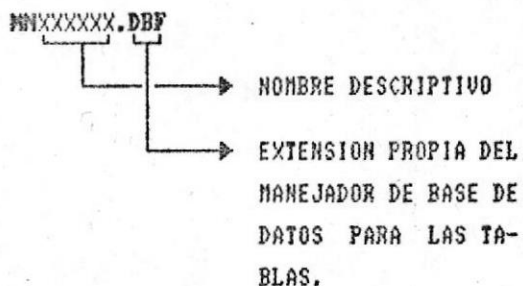 MNXXXXXX.DBF
NOMBRE DESCRIPTIVO
EXTENSION PROPIA DEL
MANEJADOR DE BASE DE
DATOS PARA LAS TA-
BLAS.